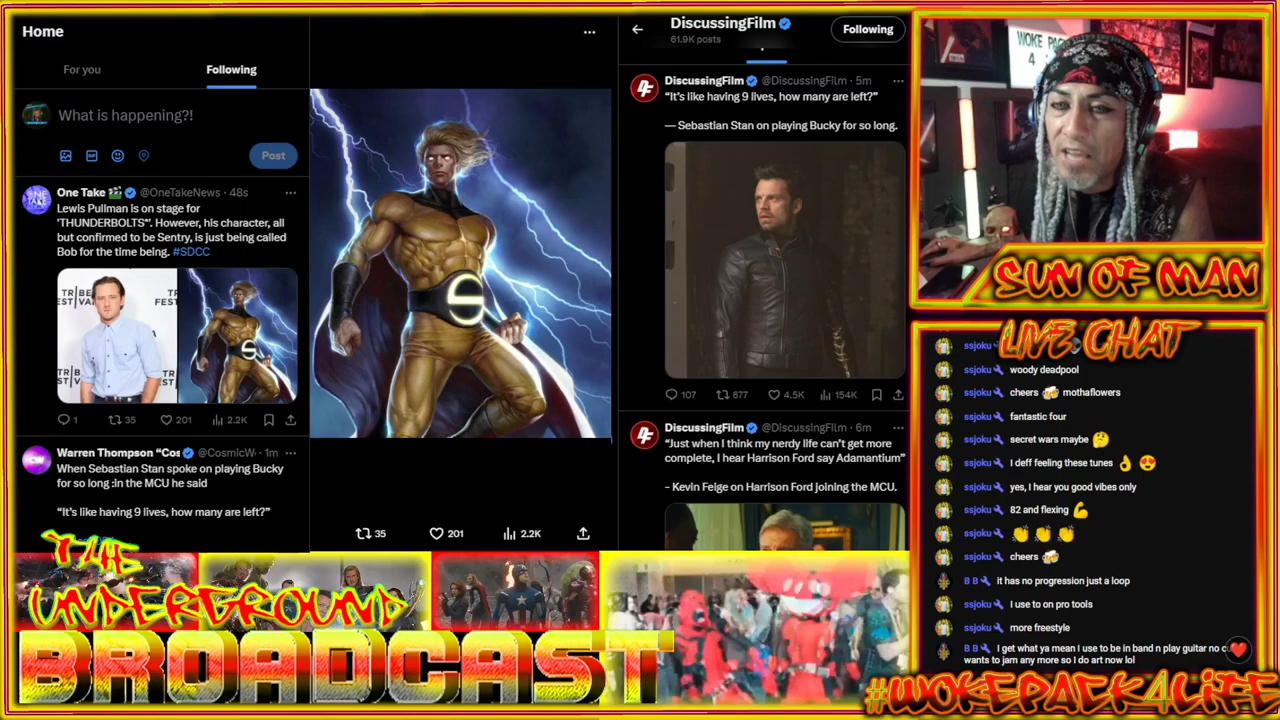 Home
For you
Following
What is happening?!
Post
One Take 🎬 @OneTakeNews · 48s
Lewis Pullman is on stage for
'THUNDERBOLTS*'. However, his character, all
but confirmed to be Sentry, is just being called
Bob for the time being. #SDCC
1 35 201 2.2K
Warren Thompson “Cos @CosmicW · 1m
When Sebastian Stan spoke on playing Bucky
for so long :In the MCU he said
“It’s like having 9 lives, how many are left?”
S
35 201 2.2K
DiscussingFilm
61.9K posts
Following
DiscussingFilm @DiscussingFilm · 5m
“It’s like having 9 lives, how many are left?”
— Sebastian Stan on playing Bucky for so long.
107 677 4.5K 154K
DiscussingFilm @DiscussingFilm · 6m
“Just when I think my nerdy life can’t get more
complete, I hear Harrison Ford say Adamantium”
- Kevin Feige on Harrison Ford joining the MCU.
WOKE PACK
4
SUN OF MAN
LIVE CHAT
ssjoku
ssjoku woody deadpool
ssjoku cheers 🍻 mothaflowers
ssjoku fantastic four
ssjoku secret wars maybe 🤔
ssjoku I deff feeling these tunes 👌 😍
ssjoku yes, I hear you good vibes only
ssjoku 82 and flexing 💪
ssjoku 👏 👏 👏
ssjoku cheers 🍻
B B it has no progression just a loop
ssjoku I use to on pro tools
ssjoku more freestyle
B B I get what ya mean I use to be in band n play guitar no
wants to jam any more so I do art now lol
THE
UNDERGROUND
BROADCAST
#WOKEPACK4LIFE